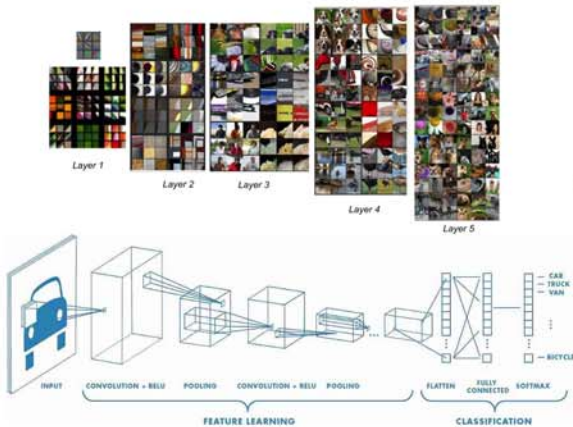 Layer 1
Layer 2
Layer 3
Layer 4
Layer 5
CAR
TRUCK
VAN
BICYCLE
INPUT
CONVOLUTION + RELU
POOLING
CONVOLUTION + RELU
POOLING
FLATTEN
FULLY
CONNECTED
SOFTMAX
FEATURE LEARNING
CLASSIFICATION